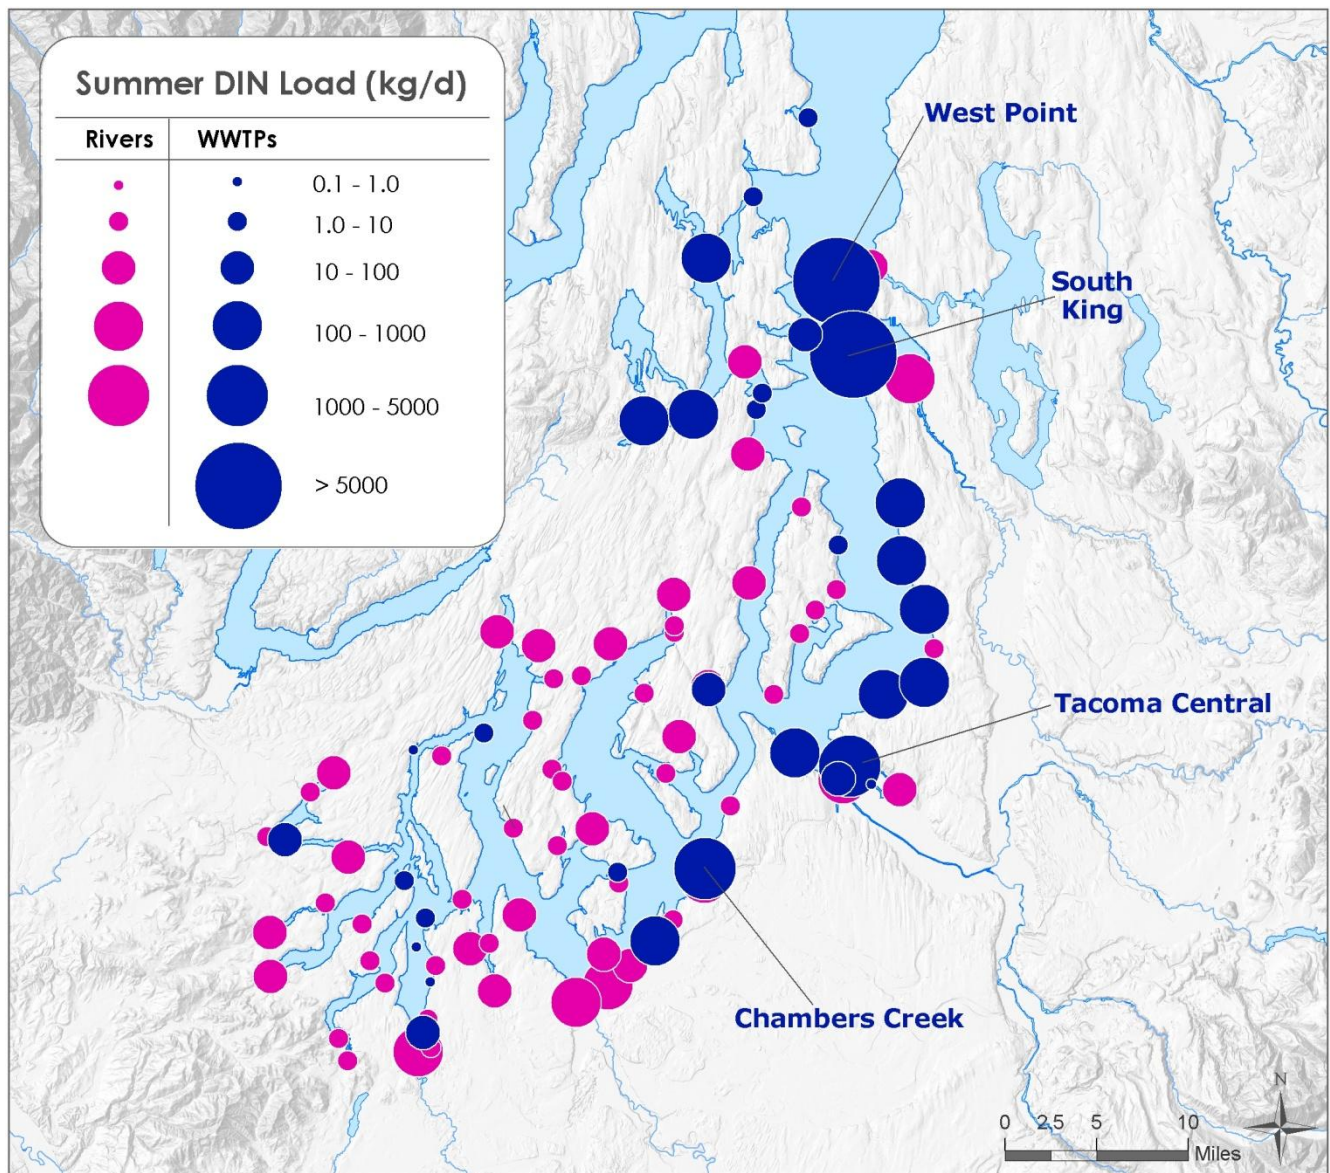 Summer DIN Load (kg/d)
Rivers WWTPs
0.1 - 1.0
1.0 - 10
10 - 100
100 - 1000
1000 - 5000
> 5000
West Point
South
King
Tacoma Central
Chambers Creek
N
0 2.5 5 10
Miles